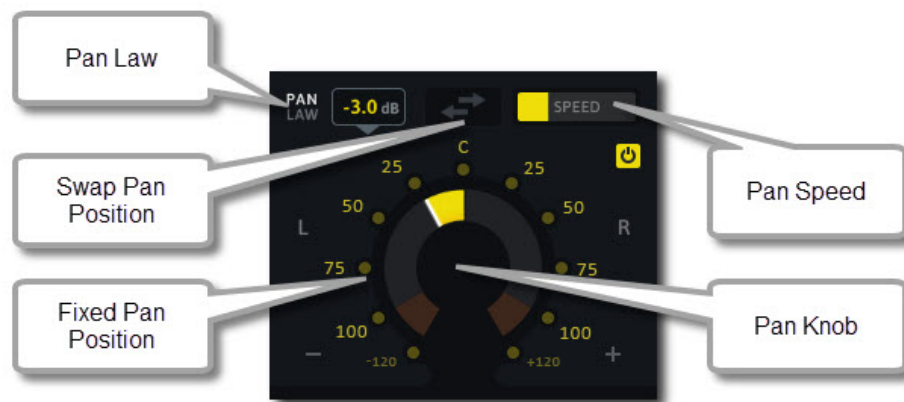 Pan Law
PAN
LAW
-3.0 dB
SPEED
Swap Pan
Position
Pan Speed
C
25 25
50 50
L R
75 75
Fixed Pan
Position
Pan Knob
100 100
− +
-120 +120